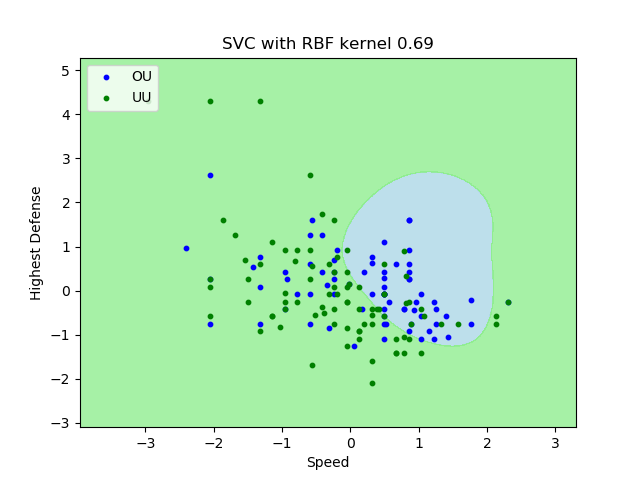 SVC with RBF kernel 0.69
OU
UU
5
4
3
2
1
0
−1
−2
−3
Highest Defense
−3 −2 −1 0 1 2 3
Speed